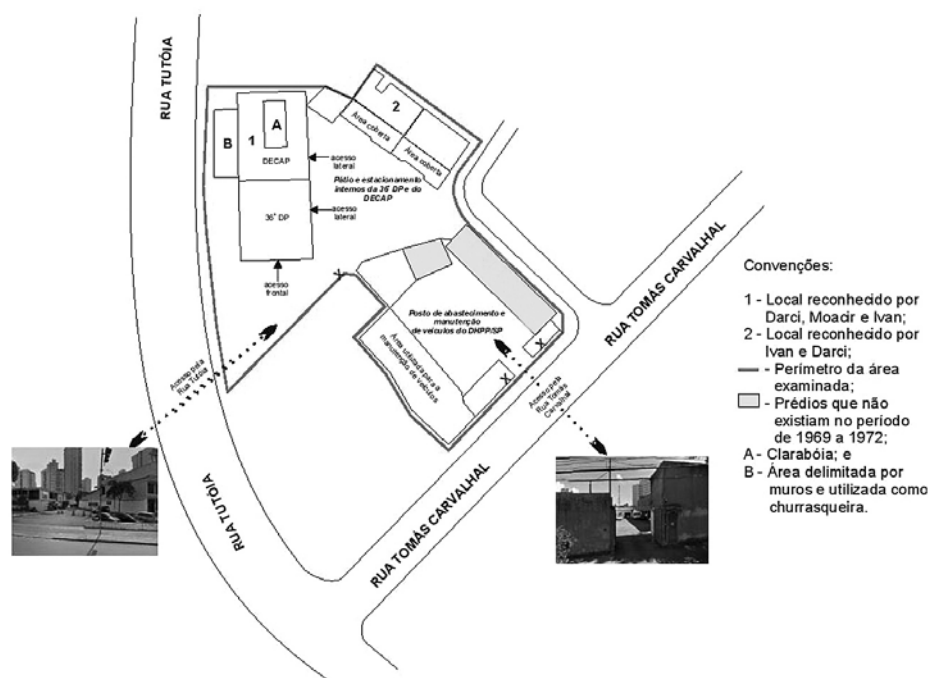 RUA TUTÓIA
B
1
A
DECAP
36ª DP
acesso
lateral
acesso
lateral
acesso
frontal
Pátio e estacionamento
internos da 36 DP e do
DECAP
2
Área coberta
Área coberta
X
Posto de abastecimento e
manutenção
de veículos do DHPP/SP
Área utilizada para a
manutenção de veículos
X
X
Acesso pela
Rua Tutóia
Acesso pela
Rua Tomás
Carvalhal
RUA TUTÓIA
RUA TOMÁS CARVALHAL
RUA TOMÁS CARVALHAL
Convenções:
1 - Local reconhecido por
Darci, Moacir e Ivan;
2 - Local reconhecido por
Ivan e Darci;
- Perímetro da área
examinada;
- Prédios que não
existiam no período
de 1969 a 1972;
A - Clarabóia; e
B - Área delimitada por
muros e utilizada como
churrasqueira.